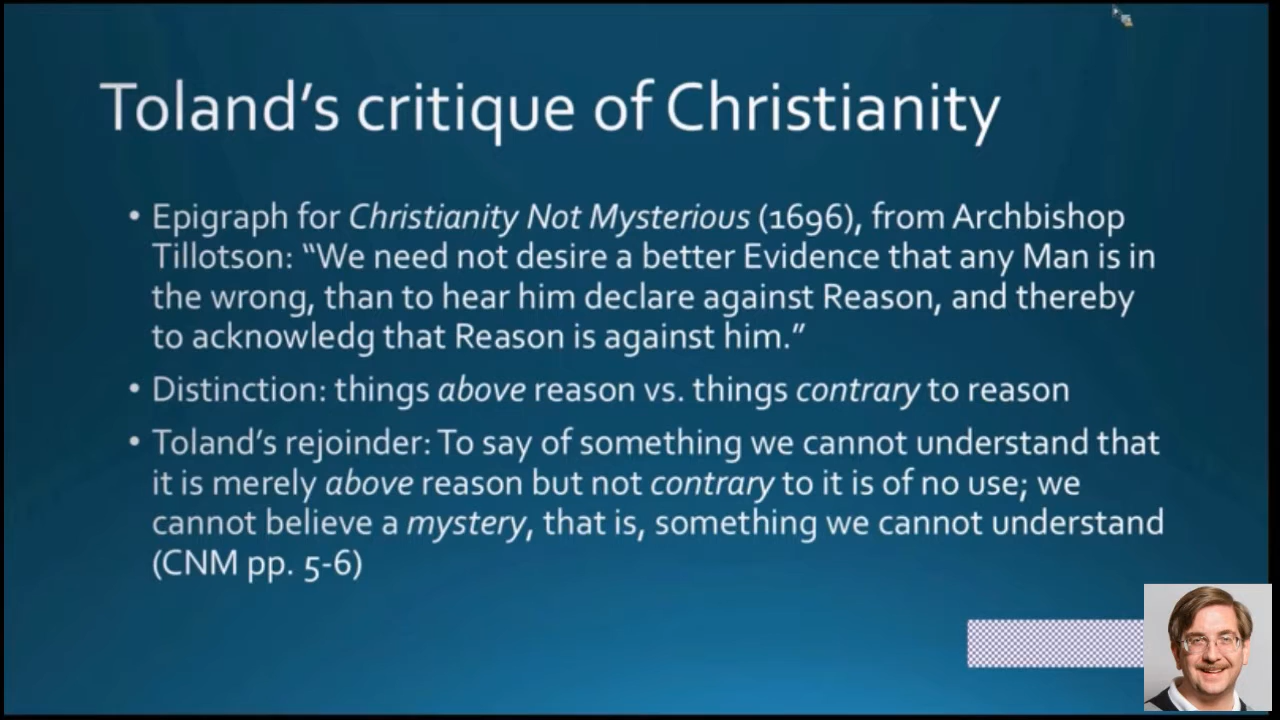 Toland's critique of Christianity
• Epigraph for Christianity Not Mysterious (1696), from Archbishop
Tillotson: “We need not desire a better Evidence that any Man is in
the wrong, than to hear him declare against Reason, and thereby
to acknowledg that Reason is against him.”
• Distinction: things above reason vs. things contrary to reason
• Toland's rejoinder: To say of something we cannot understand that
it is merely above reason but not contrary to it is of no use; we
cannot believe a mystery, that is, something we cannot understand
(CNM pp. 5-6)